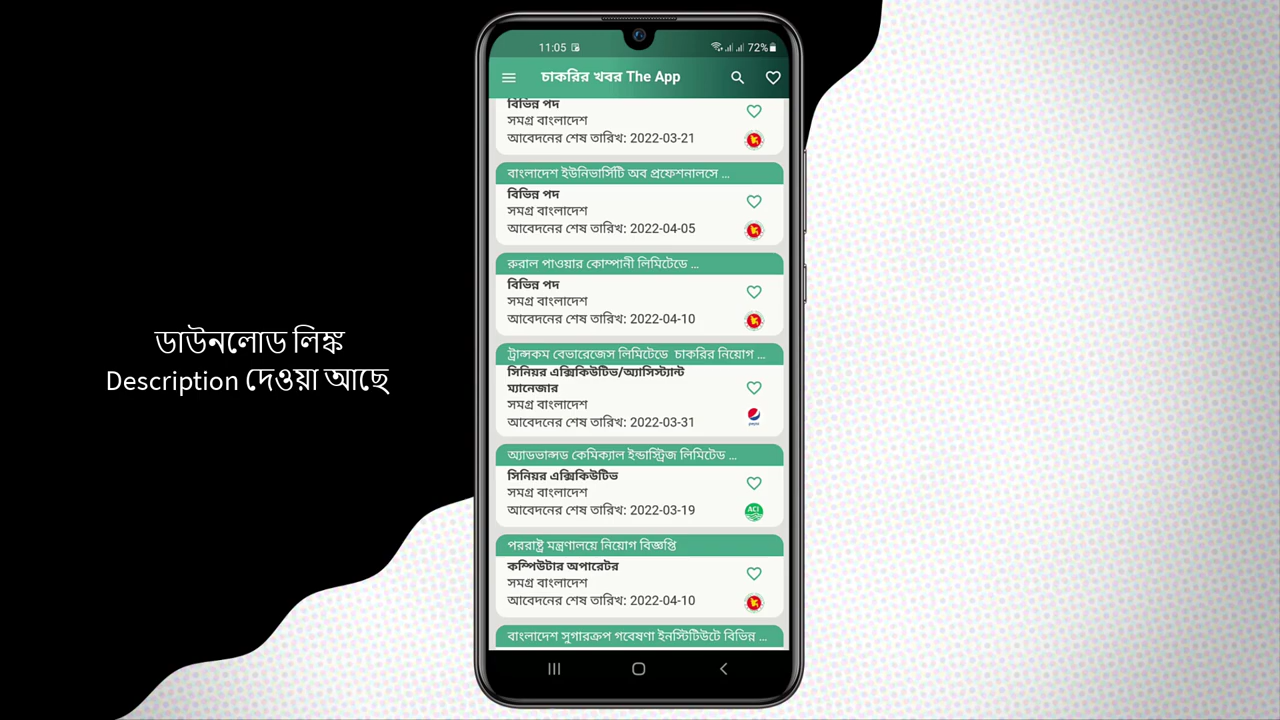 11:05
72%
চাকরির খবর The App
বিভিন্ন পদ
সমগ্র বাংলাদেশ
আবেদনের শেষ তারিখ: 2022-03-21
বাংলাদেশ ইউনিভার্সিটি অব প্রফেশনালসে ...
বিভিন্ন পদ
সমগ্র বাংলাদেশ
আবেদনের শেষ তারিখ: 2022-04-05
রুরাল পাওয়ার কোম্পানী লিমিটেডে ...
বিভিন্ন পদ
সমগ্র বাংলাদেশ
আবেদনের শেষ তারিখ: 2022-04-10
ট্রান্সকম বেভারেজেস লিমিটেডে চাকরির নিয়োগ ...
সিনিয়র এক্সিকিউটিভ/অ্যাসিস্ট্যান্ট
ম্যানেজার
সমগ্র বাংলাদেশ
আবেদনের শেষ তারিখ: 2022-03-31
pepsi
অ্যাডভান্সড কেমিক্যাল ইন্ডাস্ট্রিজ লিমিটেড ...
সিনিয়র এক্সিকিউটিভ
সমগ্র বাংলাদেশ
আবেদনের শেষ তারিখ: 2022-03-19
ACI
পররাষ্ট্র মন্ত্রণালয়ে নিয়োগ বিজ্ঞপ্তি
কম্পিউটার অপারেটর
সমগ্র বাংলাদেশ
আবেদনের শেষ তারিখ: 2022-04-10
বাংলাদেশ সুগারক্রপ গবেষণা ইনস্টিটিউটে বিভিন্ন ...
ডাউনলোড লিঙ্ক
Description দেওয়া আছে